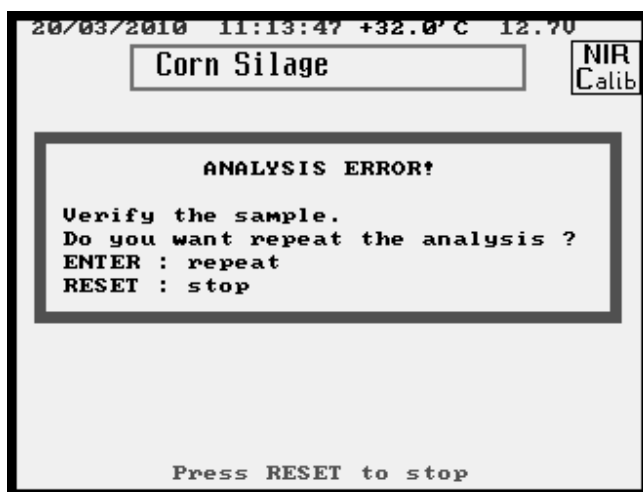 20/03/2010 11:13:47 +32.0'C 12.7V
Corn Silage
NIR
Calib
ANALYSIS ERROR!
Verify the sample.
Do you want repeat the analysis ?
ENTER : repeat
RESET : stop
Press RESET to stop